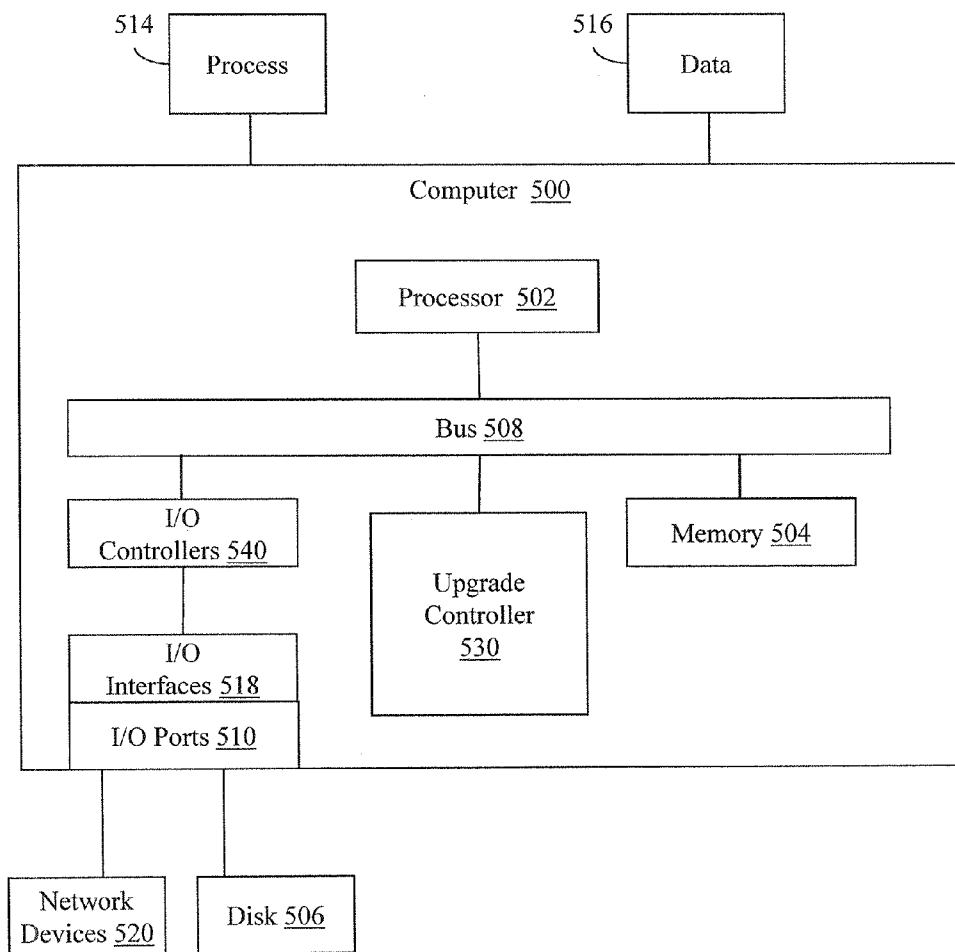 514
Process
516
Data
Computer 500
Processor 502
Bus 508
I/O
Controllers 540
Upgrade
Controller
530
Memory 504
I/O
Interfaces 518
I/O Ports 510
Network
Devices 520
Disk 506